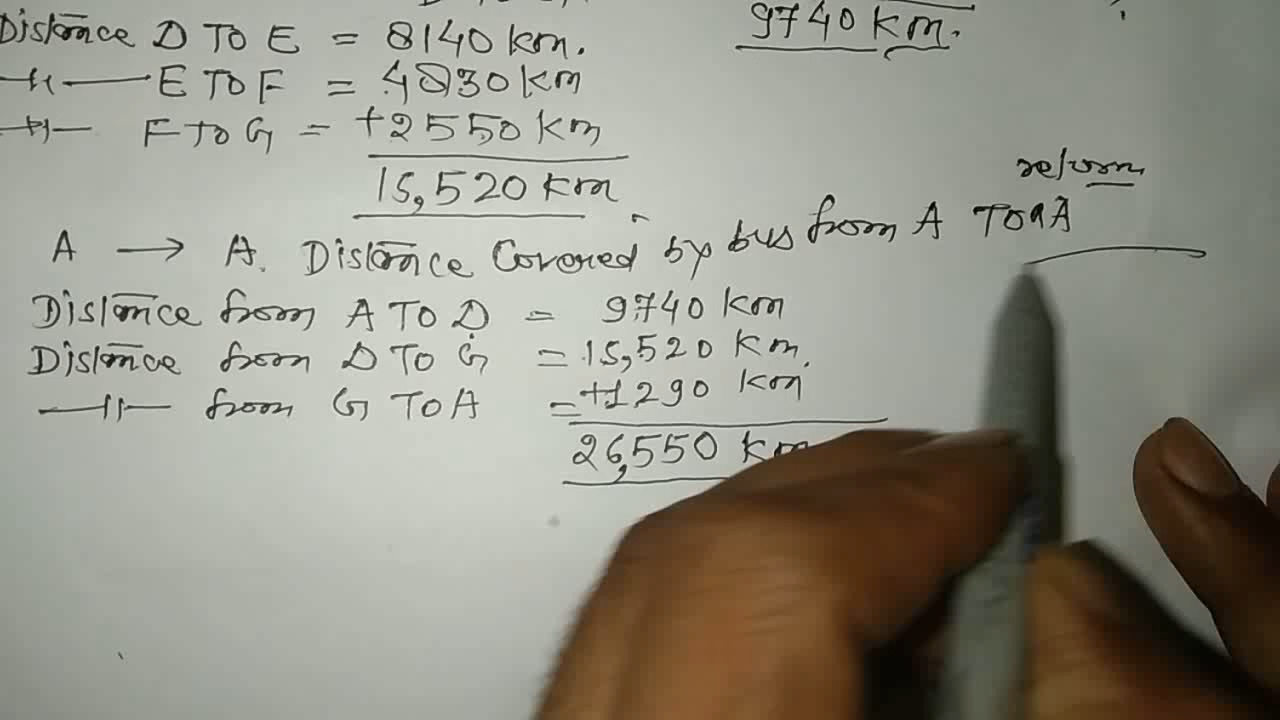 9740 km.
Distance D TO E = 8140 km.
—〃— E TO F = 4830 km
—〃— F TO G = +2550 km
15,520 km
return
A → A. Distance Covered by bus from A TO A
Distance from A TO D = 9740 km
Distance from D TO G = 15,520 km.
—〃— from G TO A = +1290 km
26,550 km